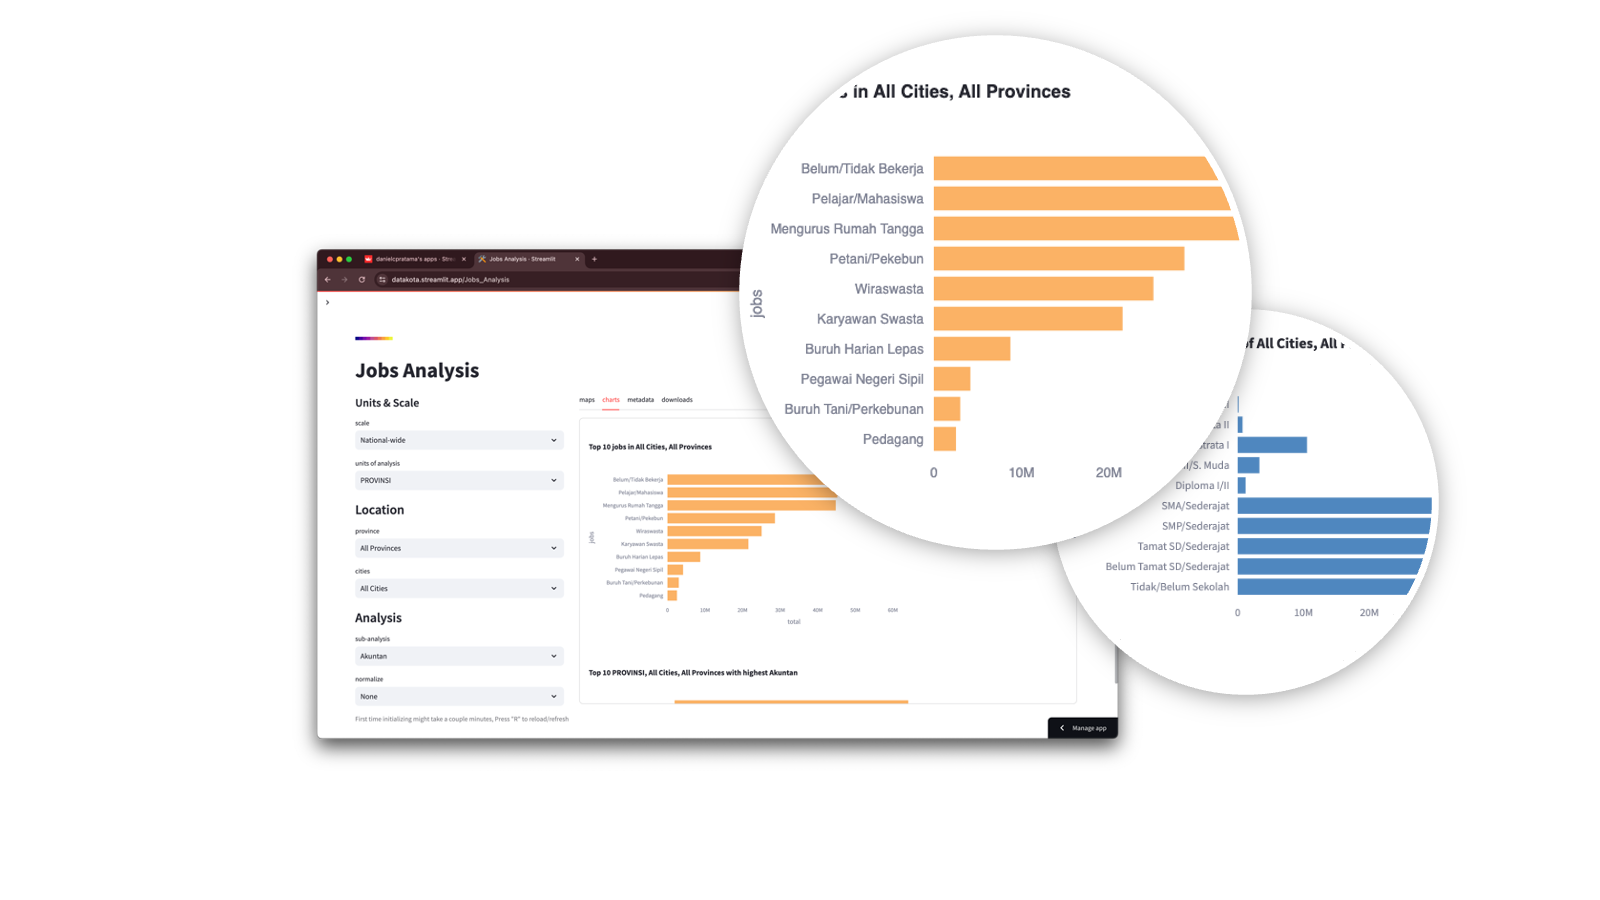 danielcpratama's apps · Stre
Jobs Analysis · Streamlit
datakota.streamlit.app/Jobs_Analysis
Jobs Analysis
Units & Scale
scale
National-wide
units of analysis
PROVINSI
Location
province
All Provinces
cities
All Cities
Analysis
sub-analysis
Akuntan
normalize
None
First time initializing might take a couple minutes, Press "R" to reload/refresh
maps charts metadata downloads
Top 10 jobs in All Cities, All Provinces
jobs
Belum/Tidak Bekerja
Pelajar/Mahasiswa
Mengurus Rumah Tangga
Petani/Pekebun
Wiraswasta
Karyawan Swasta
Buruh Harian Lepas
Pegawai Negeri Sipil
Buruh Tani/Perkebunan
Pedagang
0 10M 20M 30M 40M 50M 60M
total
Top 10 PROVINSI, All Cities, All Provinces with highest Akuntan
Manage app
in All Cities, All Provinces
jobs
Belum/Tidak Bekerja
Pelajar/Mahasiswa
Mengurus Rumah Tangga
Petani/Pekebun
Wiraswasta
Karyawan Swasta
Buruh Harian Lepas
Pegawai Negeri Sipil
Buruh Tani/Perkebunan
Pedagang
0 10M 20M
of All Cities, All
ta II
trata I
I/S. Muda
Diploma I/II
SMA/Sederajat
SMP/Sederajat
Tamat SD/Sederajat
Belum Tamat SD/Sederajat
Tidak/Belum Sekolah
0 10M 20M